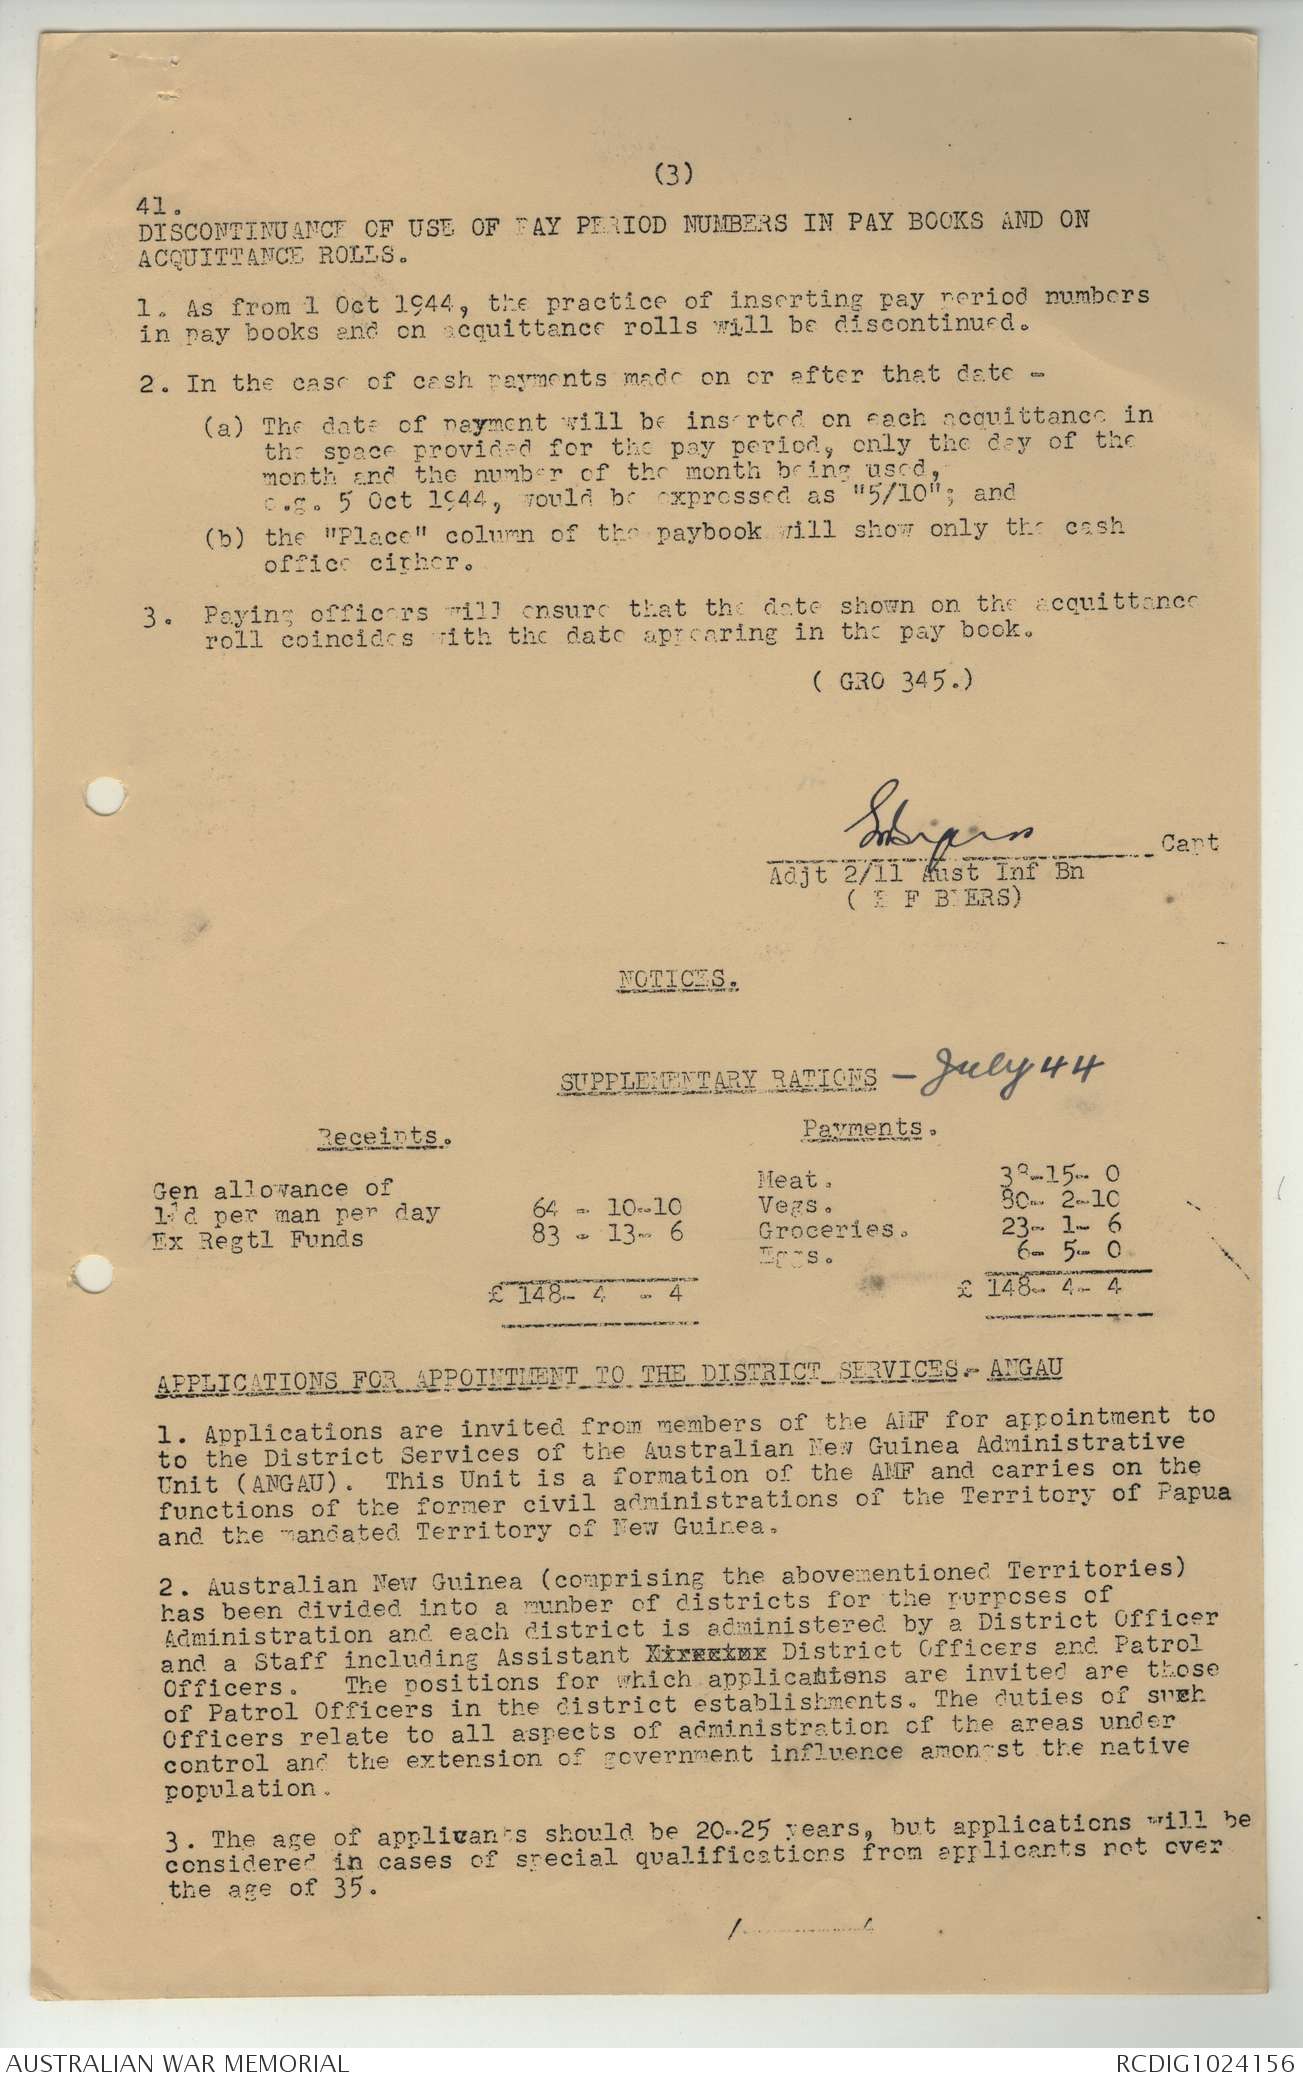 (3)
41.
DISCONTINUANCE OF USE OF PAY PERIOD NUMBERS IN PAY BOOKS AND ON
ACQUITTANCE ROLLS.
1. As from 1 Oct 1944, the practice of inserting pay period numbers
in pay books and on acquittance rolls will be discontinued.
2. In the case of cash payments made on or after that date -
(a) The date of payment will be inserted on each acquittance in
the space provided for the pay period, only the day of the
month and the number of the month being used,
e.g. 5 Oct 1944, would be expressed as "5/10"; and
(b) the "Place" column of the paybook will show only the cash
office cipher.
3. Paying officers will ensure that the date shown on the acquittance
roll coincides with the date appearing in the pay book.
( GRO 345.)
Capt
Adjt 2/11 Aust Inf Bn
( F BYERS)
NOTICES.
SUPPLEMENTARY RATIONS - July 44
Receipts. Payments.
Gen allowance of Meat. 38-15- 0
per man per day 64 - 10-10 Vegs. 80- 2-10
Ex Regtl Funds 83 - 13- 6 Groceries. 23- 1- 6
Eggs. 6- 5- 0
£ 148- 4 - 4 £ 148- 4- 4
APPLICATIONS FOR APPOINTMENT TO THE DISTRICT SERVICES.- ANGAU
1. Applications are invited from members of the AMF for appointment to
to the District Services of the Australian New Guinea Administrative
Unit (ANGAU). This Unit is a formation of the AMF and carries on the
functions of the former civil administrations of the Territory of Papua
and the mandated Territory of New Guinea.
2. Australian New Guinea (comprising the abovementioned Territories)
has been divided into a munber of districts for the purposes of
Administration and each district is administered by a District Officer
and a Staff including Assistant District Officers and Patrol
Officers. The positions for which applications are invited are those
of Patrol Officers in the district establishments. The duties of such
Officers relate to all aspects of administration of the areas under
control and the extension of government influence amongst the native
population.
3. The age of applicants should be 20-25 years, but applications will be
considered in cases of special qualifications from applicants not over
the age of 35.
/........../
AUSTRALIAN WAR MEMORIAL RCDIG1024156